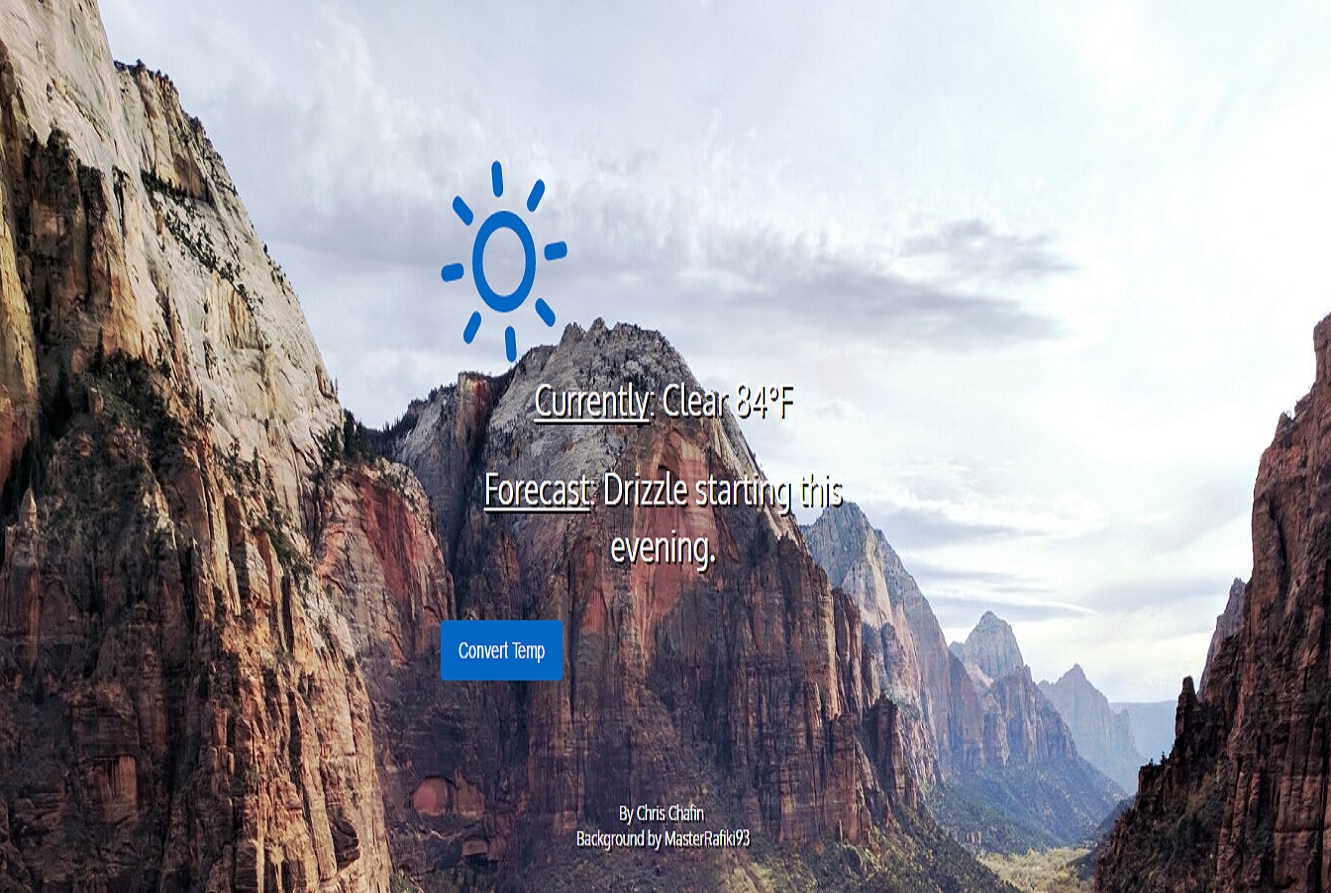 Currently: Clear 84°F
Forecast: Drizzle starting this
evening.
Convert Temp
By Chris Chafin
Background by MasterRafiki93